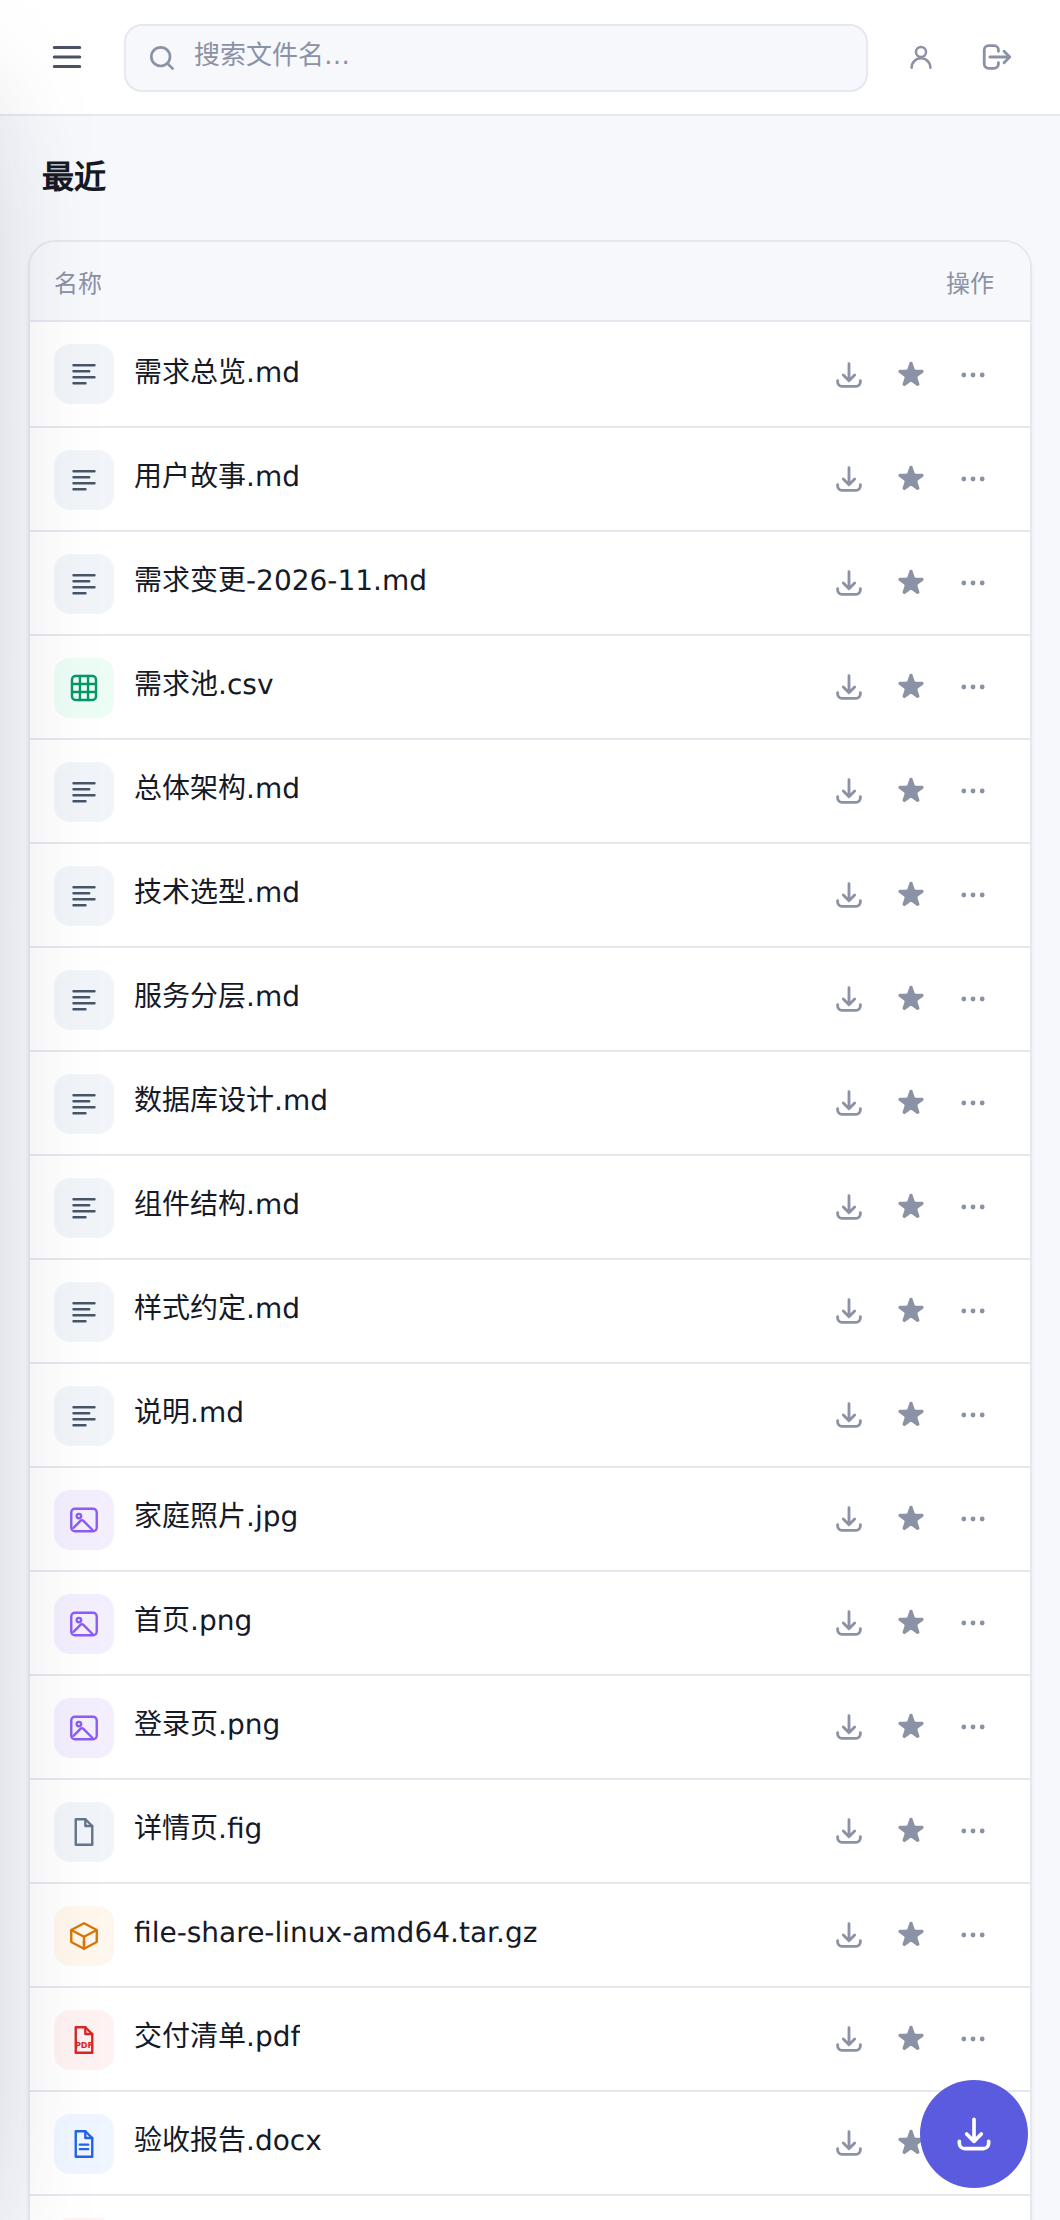 搜索文件名...
最近
名称 操作
需求总览.md
用户故事.md
需求变更-2026-11.md
需求池.csv
总体架构.md
技术选型.md
服务分层.md
数据库设计.md
组件结构.md
样式约定.md
说明.md
家庭照片.jpg
首页.png
登录页.png
详情页.fig
file-share-linux-amd64.tar.gz
PDF 交付清单.pdf
验收报告.docx